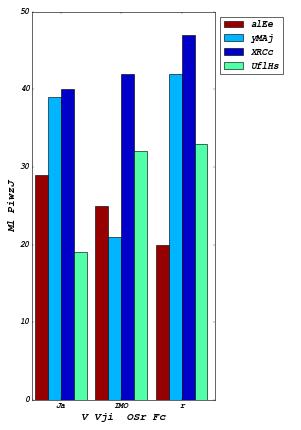 50
40
30
20
10
0
Ml PiwzJ
Ja
IMO
r
V Vji OSr Fc
alEe
yMAj
XRCc
UflHs